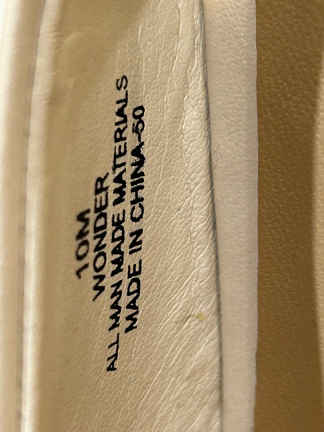 10M
WONDER
ALL MAN MADE MATERIALS
MADE IN CHINA-50